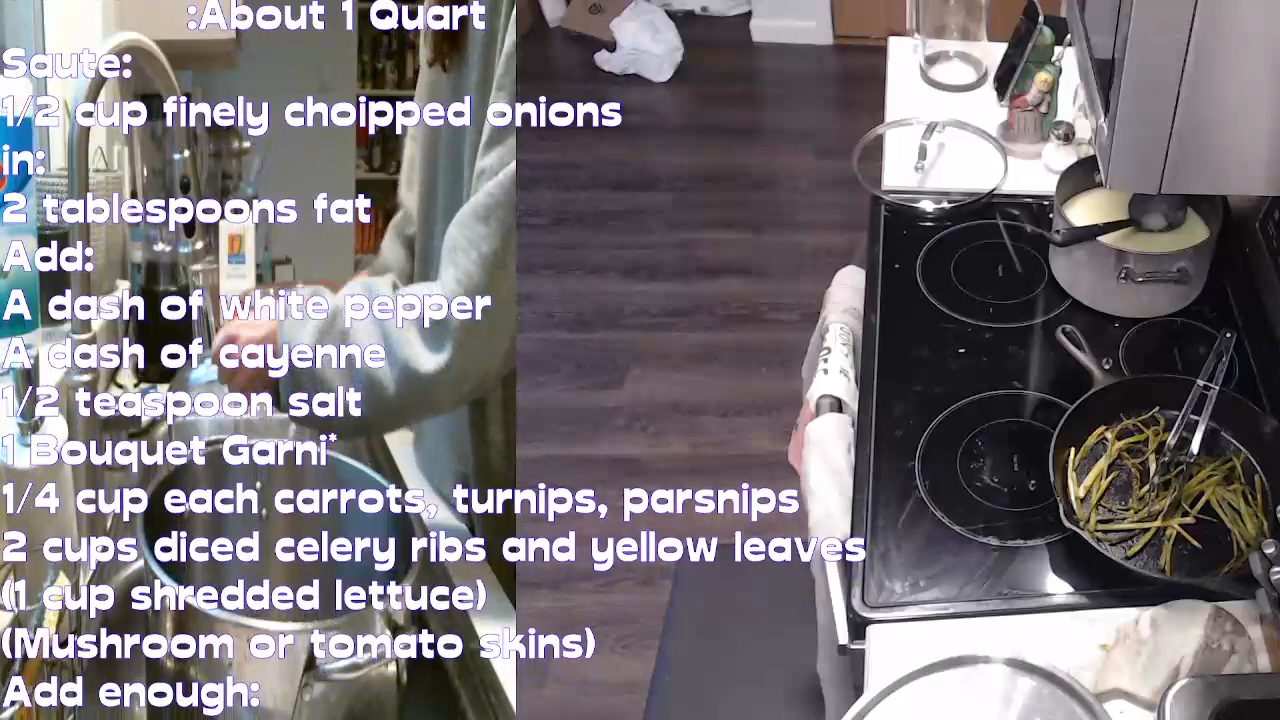 :About 1 Quart
Saute:
1/2 cup finely choipped onions
in:
2 tablespoons fat
Add:
A dash of white pepper
A dash of cayenne
1/2 teaspoon salt
1 Bouquet Garni*
1/4 cup each carrots, turnips, parsnips
2 cups diced celery ribs and yellow leaves
(1 cup shredded lettuce)
(Mushroom or tomato skins)
Add enough: